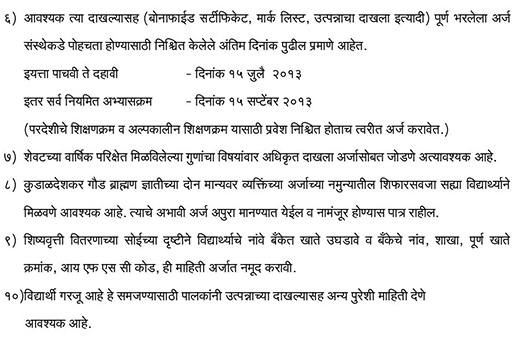 ६) आवश्यक त्या दाखल्यासह (बोनाफाईड सर्टीफिकेट, मार्क लिस्ट, उत्पन्नाचा दाखला इत्यादी) पूर्ण भरलेला अर्ज
संस्थेकडे पोहचता होण्यासाठी निश्चित केलेले अंतिम दिनांक पुढील प्रमाणे आहेत.
इयत्ता पाचवी ते दहावी - दिनांक १५ जुलै २०१३
इतर सर्व नियमित अभ्यासक्रम - दिनांक १५ सप्टेंबर २०१३
(परदेशीचे शिक्षणक्रम व अल्पकालीन शिक्षणक्रम यासाठी प्रवेश निश्चित होताच त्वरीत अर्ज करावेत.)
७) शेवटच्या वार्षिक परिक्षेत मिळविलेल्या गुणांचा विषयांवार अधिकृत दाखला अर्जासोबत जोडणे अत्यावश्यक आहे.
८) कुडाळदेशकर गौड ब्राह्मण ज्ञातीच्या दोन मान्यवर व्यक्तिंच्या अर्जाच्या नमुन्यातील शिफारसवजा सह्या विद्यार्थ्याने
मिळवणे आवश्यक आहे. त्याचे अभावी अर्ज अपुरा मानण्यात येईल व नामंजूर होण्यास पात्र राहील.
९) शिष्यवृत्ती वितरणाच्या सोईच्या दृष्टीने विद्यार्थ्याचे नांवे बँकेत खाते उघडावे व बँकेचे नांव, शाखा, पूर्ण खाते
क्रमांक, आय एफ एस सी कोड, ही माहिती अर्जात नमूद करावी.
१०)विद्यार्थी गरजू आहे हे समजण्यासाठी पालकांनी उत्पन्नाच्या दाखल्यासह अन्य पुरेशी माहिती देणे
आवश्यक आहे.